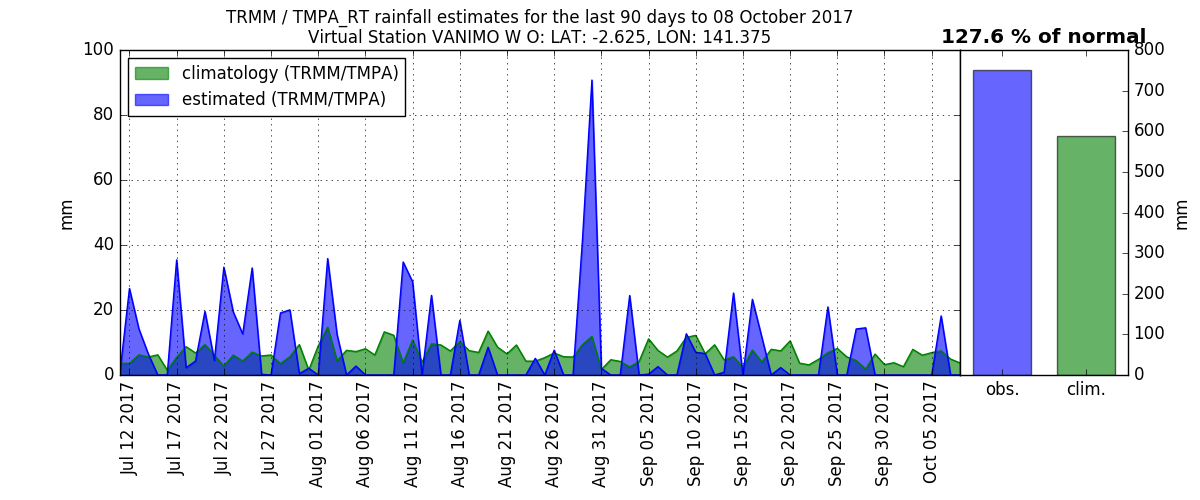 TRMM / TMPA_RT rainfall estimates for the last 90 days to 08 October 2017
Virtual Station VANIMO W O: LAT: -2.625, LON: 141.375
127.6 % of normal
climatology (TRMM/TMPA)
estimated (TRMM/TMPA)
100
80
60
40
20
0
mm
Jul 12 2017
Jul 17 2017
Jul 22 2017
Jul 27 2017
Aug 01 2017
Aug 06 2017
Aug 11 2017
Aug 16 2017
Aug 21 2017
Aug 26 2017
Aug 31 2017
Sep 05 2017
Sep 10 2017
Sep 15 2017
Sep 20 2017
Sep 25 2017
Sep 30 2017
Oct 05 2017
800
700
600
500
400
300
200
100
0
mm
obs.
clim.